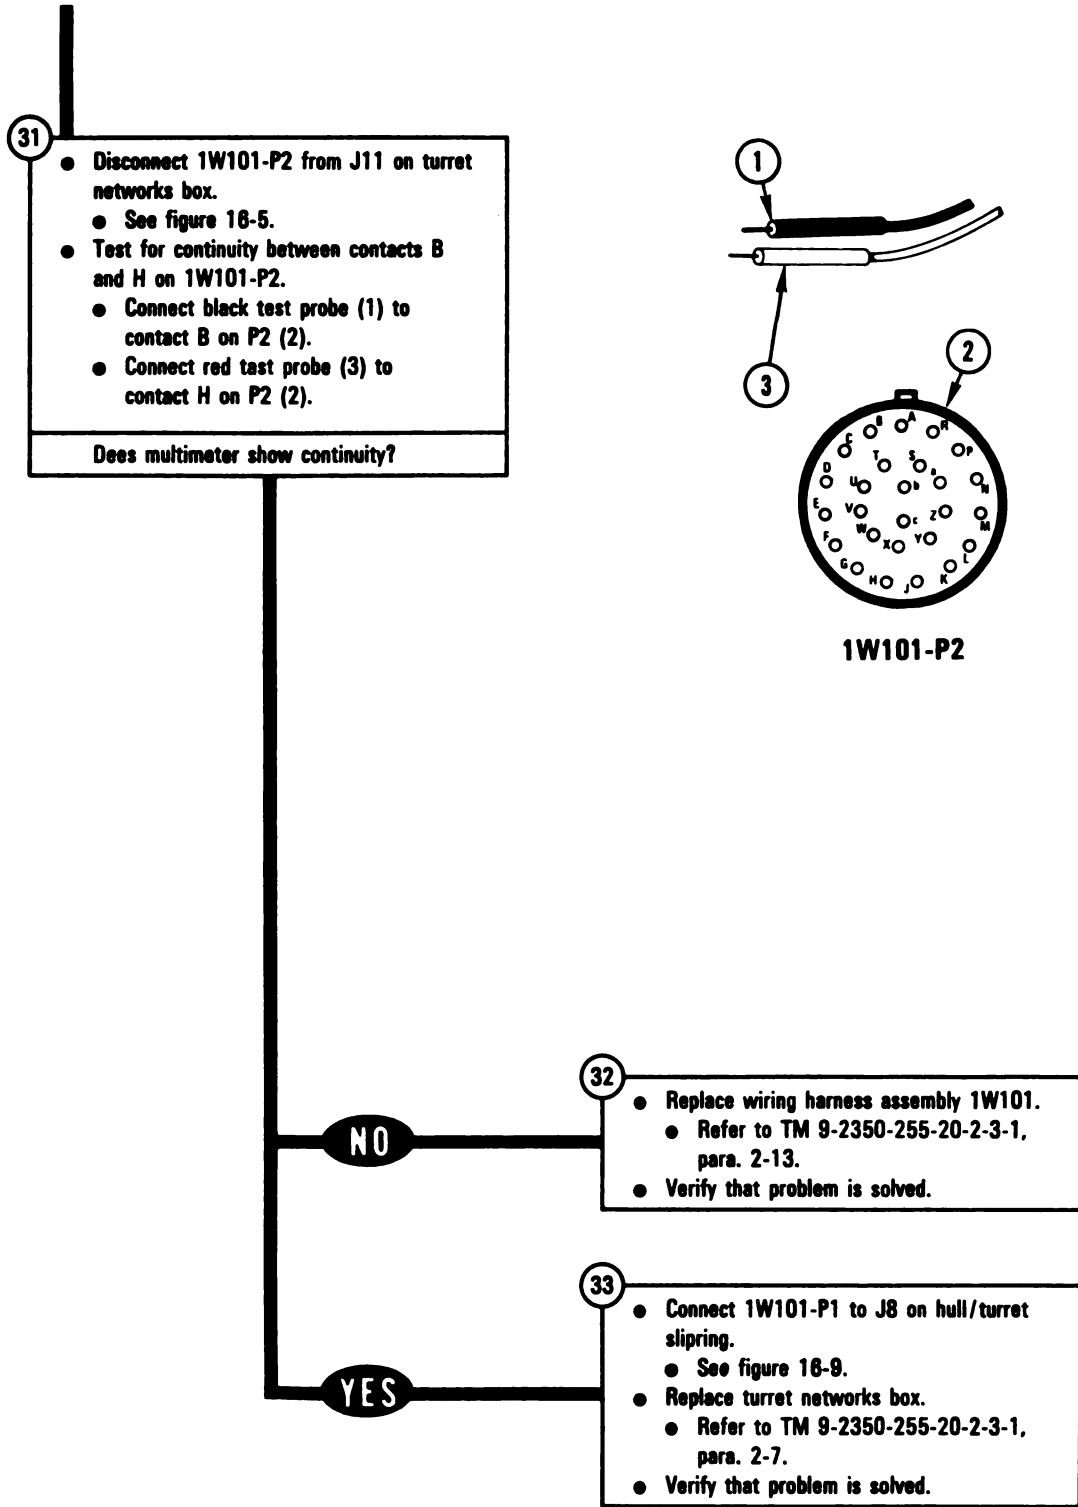 31
● Disconnect 1W101-P2 from J11 on turret
networks box.
● See figure 16-5.
● Test for continuity between contacts B
and H on 1W101-P2.
● Connect black test probe (1) to
contact B on P2 (2).
● Connect red tast probe (3) to
contact H on P2 (2).
Dees multimeter show continuity?
1
3
2
A
B
C
D
E
F
G
H
J
K
L
M
N
P
R
S
T
U
V
W
X
Y
Z
a
b
c
1W101-P2
NO
32
● Replace wiring harness assembly 1W101.
● Refer to TM 9-2350-255-20-2-3-1,
para. 2-13.
● Verify that problem is solved.
YES
33
● Connect 1W101-P1 to J8 on hull/turret
slipring.
● See figure 16-9.
● Replace turret networks box.
● Refer to TM 9-2350-255-20-2-3-1,
para. 2-7.
● Verify that problem is solved.